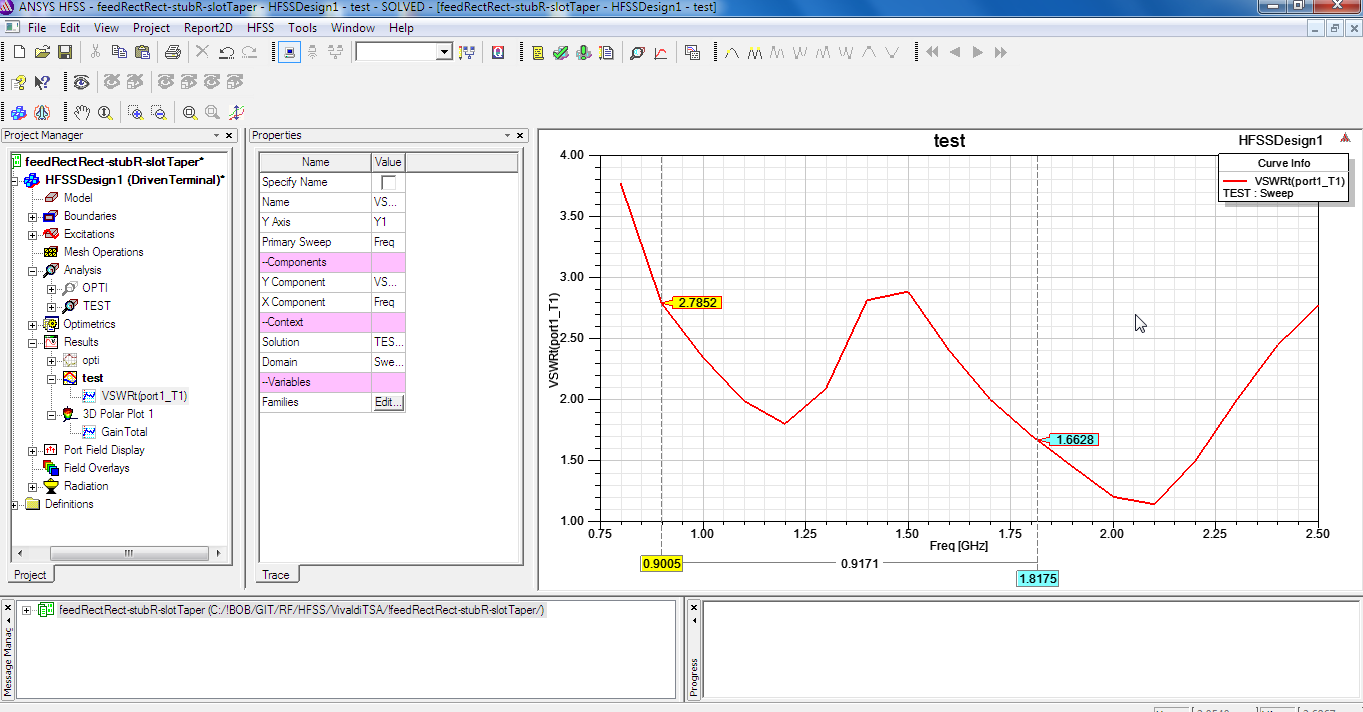 ANSYS HFSS - feedRectRect-stubR-slotTaper - HFSSDesign1 - test - SOLVED - [feedRectRect-stubR-slotTaper - HFSSDesign1 - test]
File Edit View Project Report2D HFSS Tools Window Help
Project Manager
feedRectRect-stubR-slotTaper*
HFSSDesign1 (DrivenTerminal)*
Model
Boundaries
Excitations
Mesh Operations
Analysis
OPTI
TEST
Optimetrics
Results
opti
test
VSWRt(port1_T1)
3D Polar Plot 1
GainTotal
Port Field Display
Field Overlays
Radiation
Definitions
Project
Properties
Name Value
Specify Name
Name VS...
Y Axis Y1
Primary Sweep Freq
--Components
Y Component VS...
X Component Freq
--Context
Solution TES...
Domain Swe...
--Variables
Families Edit...
Trace
test
HFSSDesign1
Curve Info
VSWRt(port1_T1)
TEST : Sweep
VSWRt(port1_T1)
4.00
3.50
3.00
2.50
2.00
1.50
1.00
2.7852
1.6628
0.75 1.00 1.25 1.50 1.75 2.00 2.25 2.50
Freq [GHz]
0.9005 0.9171
1.8175
Message Manag
feedRectRect-stubR-slotTaper (C:/!BOB/GIT/RF/HFSS/VivaldiTSA/!feedRectRect-stubR-slotTaper/)
Progress